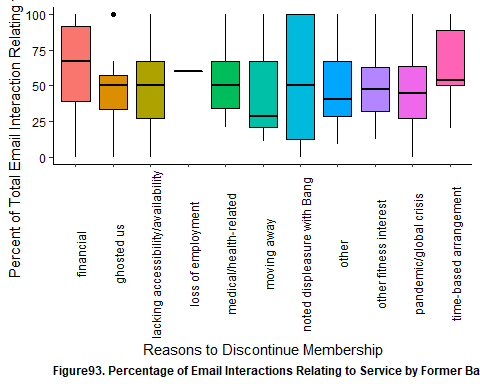 Percent of Total Email Interaction Relating
100
75
50
25
0
financial
ghosted us
lacking accessibility/availability
loss of employment
medical/health-related
moving away
noted displeasure with Bang
other
other fitness interest
pandemic/global crisis
time-based arrangement
Reasons to Discontinue Membership
Figure93. Percentage of Email Interactions Relating to Service by Former Ba